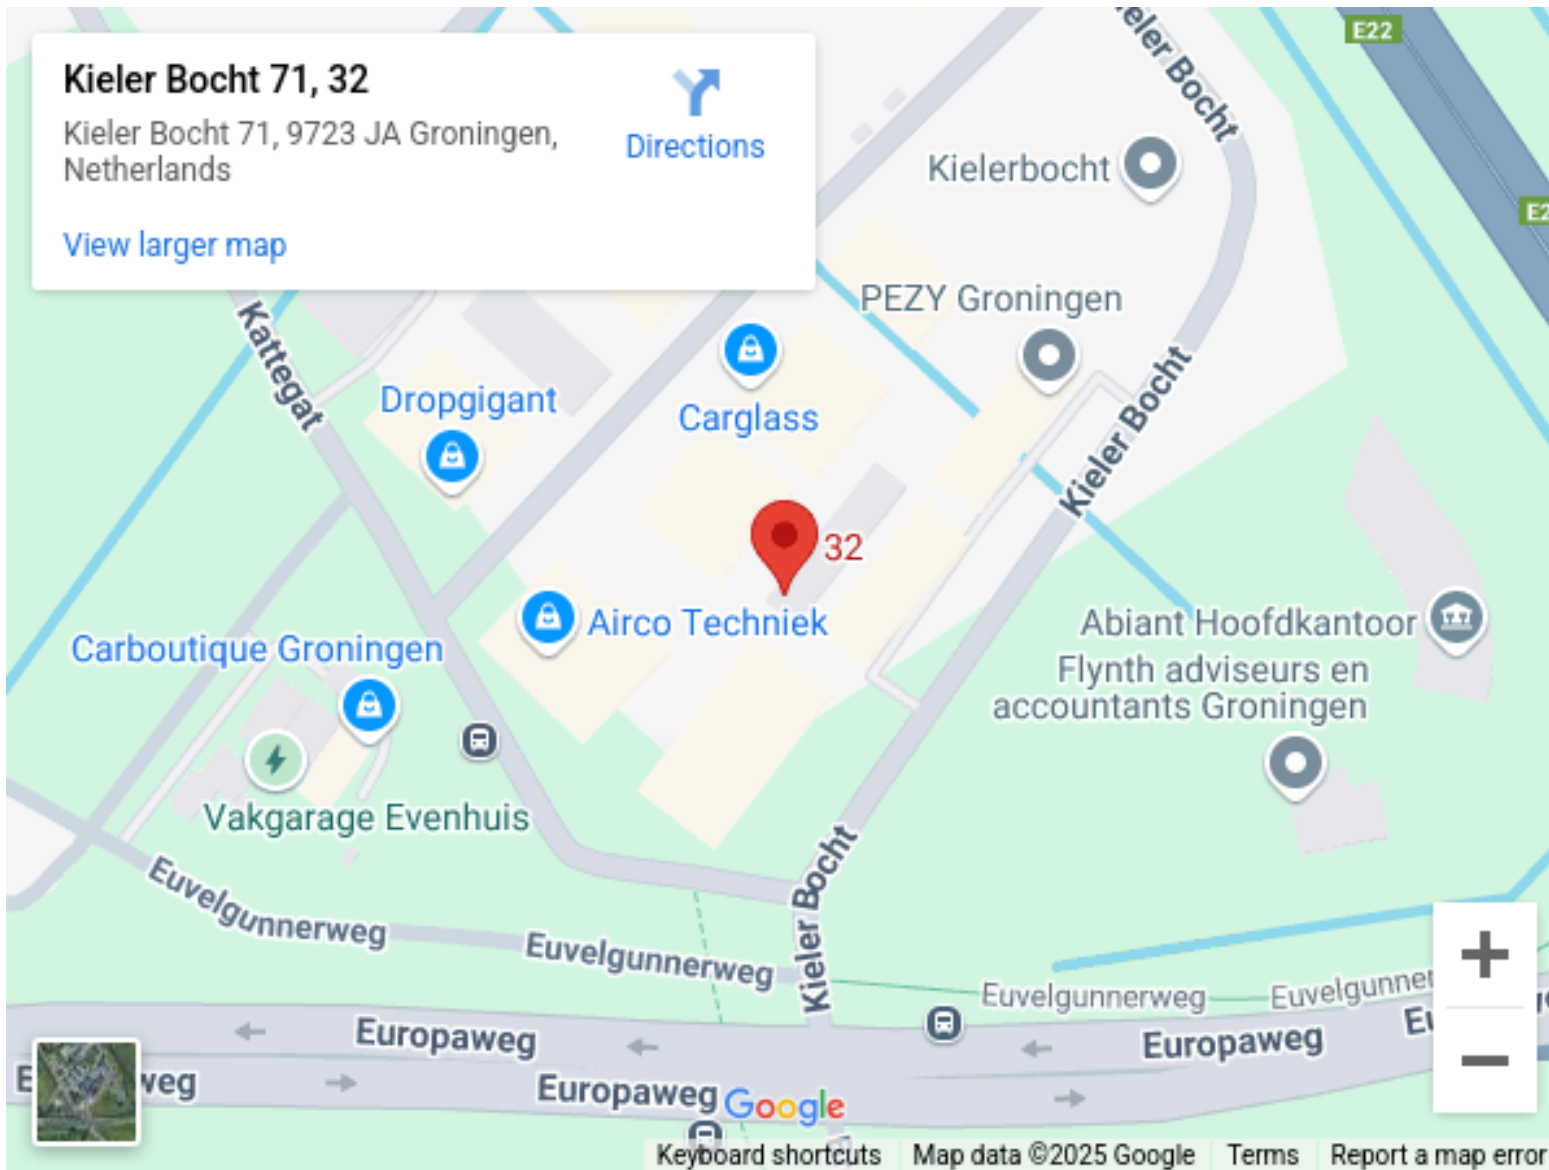 Kieler Bocht 71, 32
Kieler Bocht 71, 9723 JA Groningen,
Netherlands
Directions
View larger map
E22
Kieler Bocht
Kielerbocht
PEZY Groningen
Kattegat
Dropgigant
Carglass
Kieler Bocht
32
Airco Techniek
Carboutique Groningen
Abiant Hoofdkantoor
Flynth adviseurs en
accountants Groningen
Vakgarage Evenhuis
Kieler Bocht
Euvelgunnerweg
Euvelgunnerweg
Euvelgunnerweg
Europaweg
Europaweg
Europaweg
Google
Keyboard shortcuts
Map data ©2025 Google
Terms
Report a map error